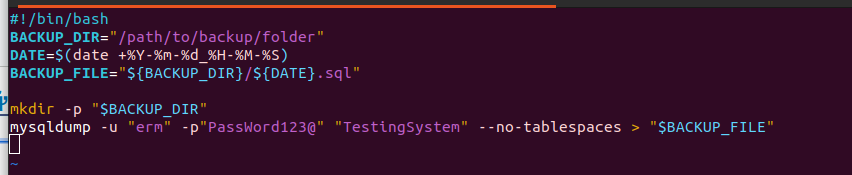 #!/bin/bash
BACKUP_DIR="/path/to/backup/folder"
DATE=$(date +%Y-%m-%d_%H-%M-%S)
BACKUP_FILE="${BACKUP_DIR}/${DATE}.sql"
mkdir -p "$BACKUP_DIR"
mysqldump -u "erm" -p"PassWord123@" "TestingSystem" --no-tablespaces > "$BACKUP_FILE"
~